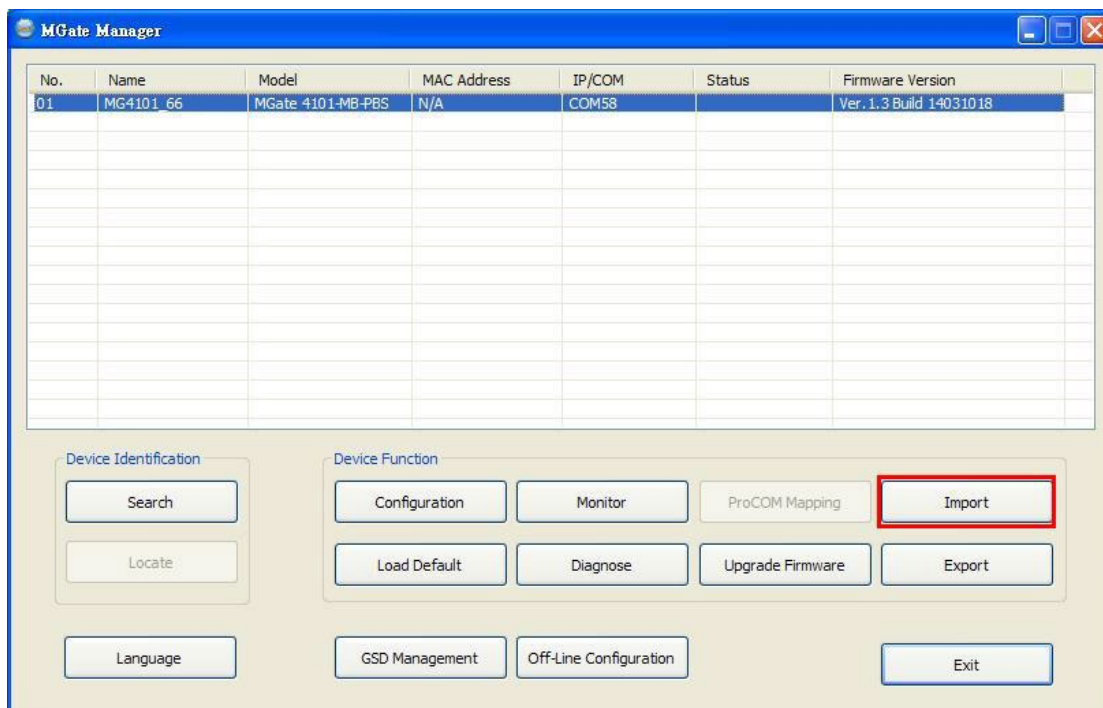 MGate Manager
No. Name Model MAC Address IP/COM Status Firmware Version
01 MG4101_66 MGate 4101-MB-PBS N/A COM58 Ver.1.3 Build 14031018
Device Identification Device Function
Search Configuration Monitor ProCOM Mapping Import
Locate Load Default Diagnose Upgrade Firmware Export
Language GSD Management Off-Line Configuration Exit